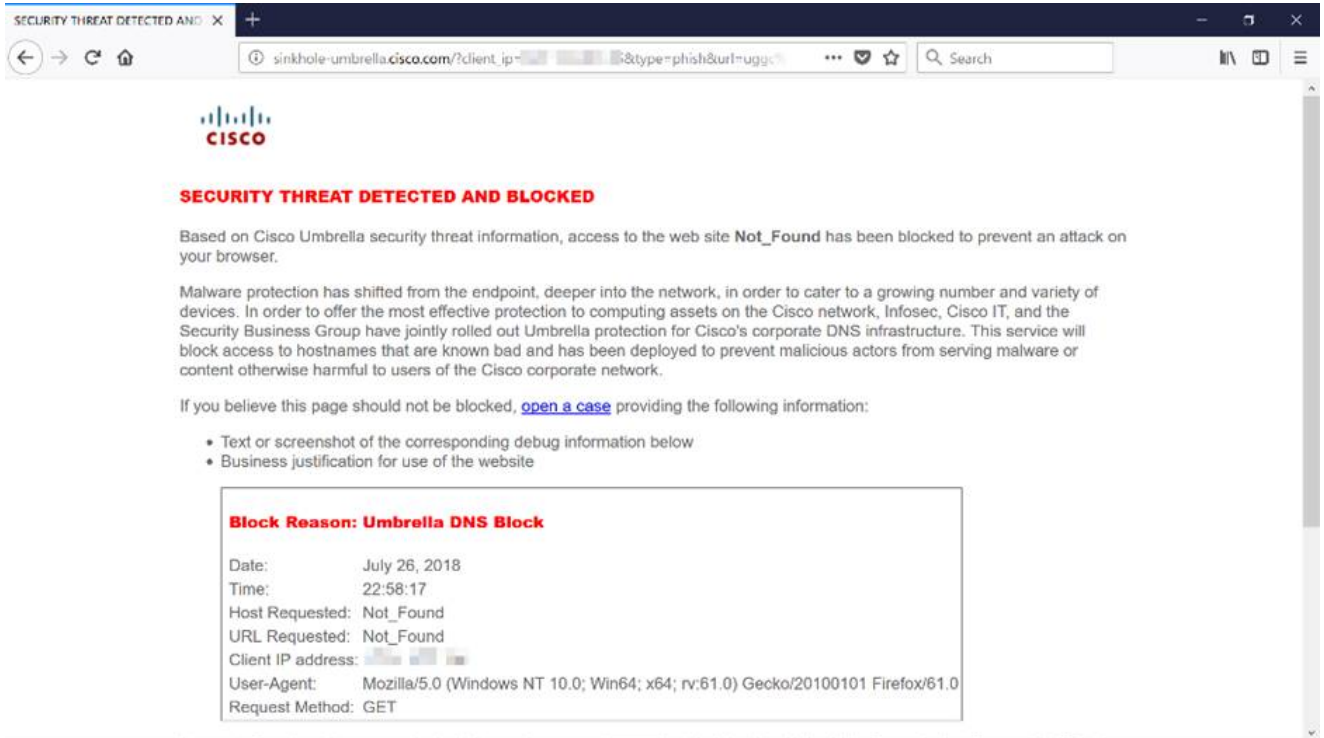 SECURITY THREAT DETECTED AND
sinkhole-umbrella.cisco.com/?client_ip= &type=phish&url=uggc
Search
CISCO
SECURITY THREAT DETECTED AND BLOCKED
Based on Cisco Umbrella security threat information, access to the web site Not_Found has been blocked to prevent an attack on
your browser.
Malware protection has shifted from the endpoint, deeper into the network, in order to cater to a growing number and variety of
devices. In order to offer the most effective protection to computing assets on the Cisco network, Infosec, Cisco IT, and the
Security Business Group have jointly rolled out Umbrella protection for Cisco's corporate DNS infrastructure. This service will
block access to hostnames that are known bad and has been deployed to prevent malicious actors from serving malware or
content otherwise harmful to users of the Cisco corporate network.
If you believe this page should not be blocked, open a case providing the following information:
• Text or screenshot of the corresponding debug information below
• Business justification for use of the website
Block Reason: Umbrella DNS Block
Date: July 26, 2018
Time: 22:58:17
Host Requested: Not_Found
URL Requested: Not_Found
Client IP address:
User-Agent: Mozilla/5.0 (Windows NT 10.0; Win64; x64; rv:61.0) Gecko/20100101 Firefox/61.0
Request Method: GET